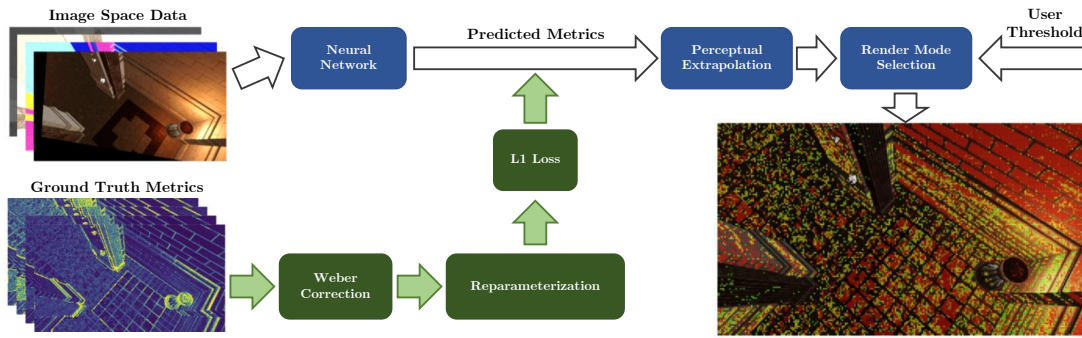 Image Space Data
Neural
Network
Predicted Metrics
Perceptual
Extrapolation
Render Mode
Selection
User
Threshold
L1 Loss
Ground Truth Metrics
Weber
Correction
Reparameterization